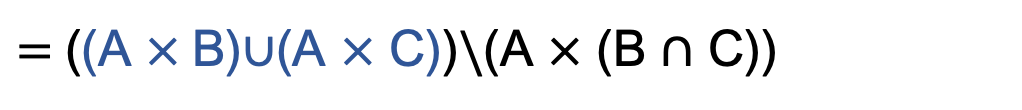 = ((A × B)∪(A × C))\(A × (B ∩ C))